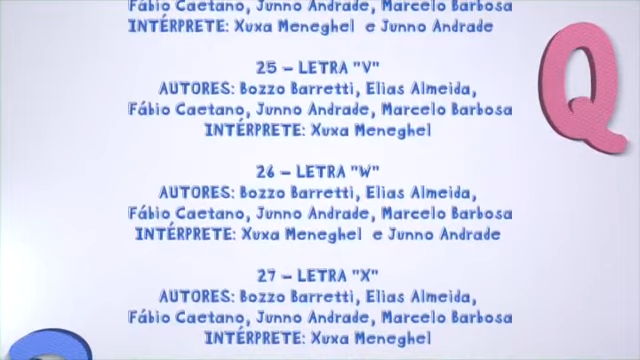 Fábio Caetano, Junno Andrade, Marcelo Barbosa
INTÉRPRETE: Xuxa Meneghel e Junno Andrade
25 – LETRA "V"
AUTORES: Bozzo Barretti, Elias Almeida,
Fábio Caetano, Junno Andrade, Marcelo Barbosa
INTÉRPRETE: Xuxa Meneghel
26 – LETRA "W"
AUTORES: Bozzo Barretti, Elias Almeida,
Fábio Caetano, Junno Andrade, Marcelo Barbosa
INTÉRPRETE: Xuxa Meneghel e Junno Andrade
27 – LETRA "X"
AUTORES: Bozzo Barretti, Elias Almeida,
Fábio Caetano, Junno Andrade, Marcelo Barbosa
INTÉRPRETE: Xuxa Meneghel
Q